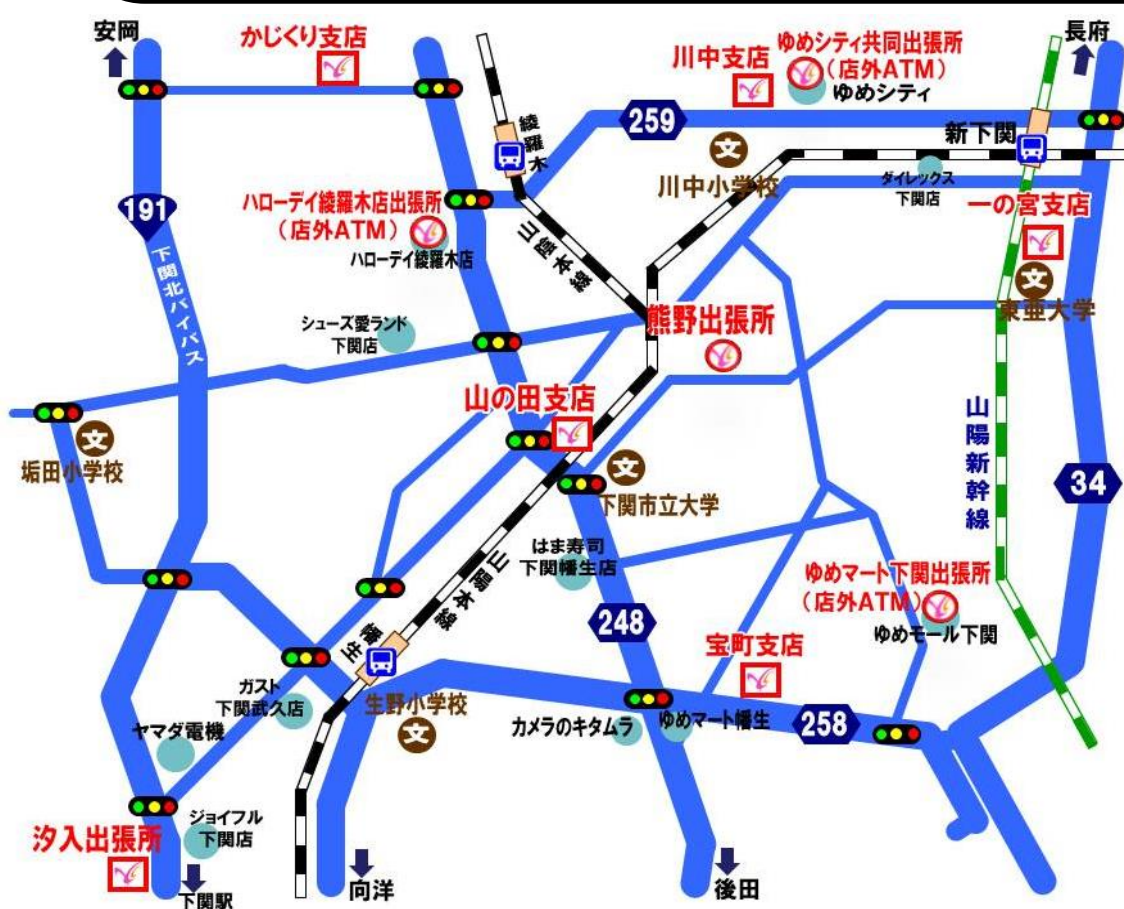 安岡
かじくり支店
川中支店
ゆめシティ共同出張所
(店外ATM)
ゆめシティ
長府
259
新下関
綾羅木
川中小学校
ダイレックス
下関店
一の宮支店
191
ハローデイ綾羅木店出張所
(店外ATM)
ハローデイ綾羅木店
山陰本線
下関北バイパス
東亜大学
シューズ愛ランド
下関店
熊野出張所
山の田支店
垢田小学校
下関市立大学
山陽新幹線
34
はま寿司
下関幡生店
山陽本線
ゆめマート下関出張所
(店外ATM)
ゆめモール下関
248
幡生
宝町支店
ガスト
下関武久店
生野小学校
ヤマダ電機
カメラのキタムラ
ゆめマート幡生
258
汐入出張所
ジョイフル
下関店
下関駅
向洋
後田
文
文
文
文
文